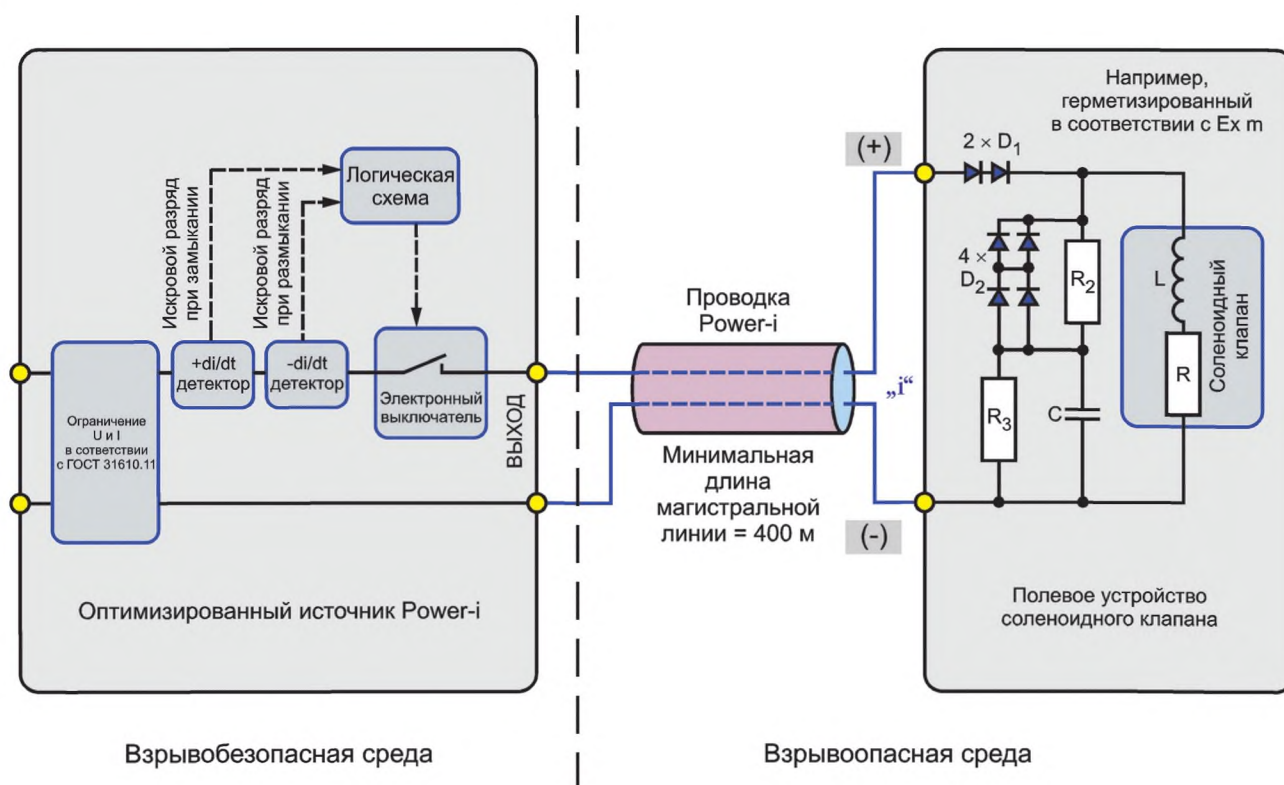 Искровой разряд
при замыкании
Искровой разряд
при размыкании
Логическая
схема
Ограничение
U и I
в сответствии
с ГОСТ 31610.11
+di/dt
детектор
-di/dt
детектор
Электронный
выключатель
ВЫХОД
Оптимизированный источник Power-i
Взрывобезопасная среда
Проводка
Power-i
„i“
Минимальная
длина
магистральной
линии = 400 м
(+)
(-)
Например,
герметизированный
в соответствии с Ex m
2 × D1
4 ×
D2
R2
R3
C
L
R
Соленоидный
клапан
Полевое устройство
соленоидного клапана
Взрывоопасная среда